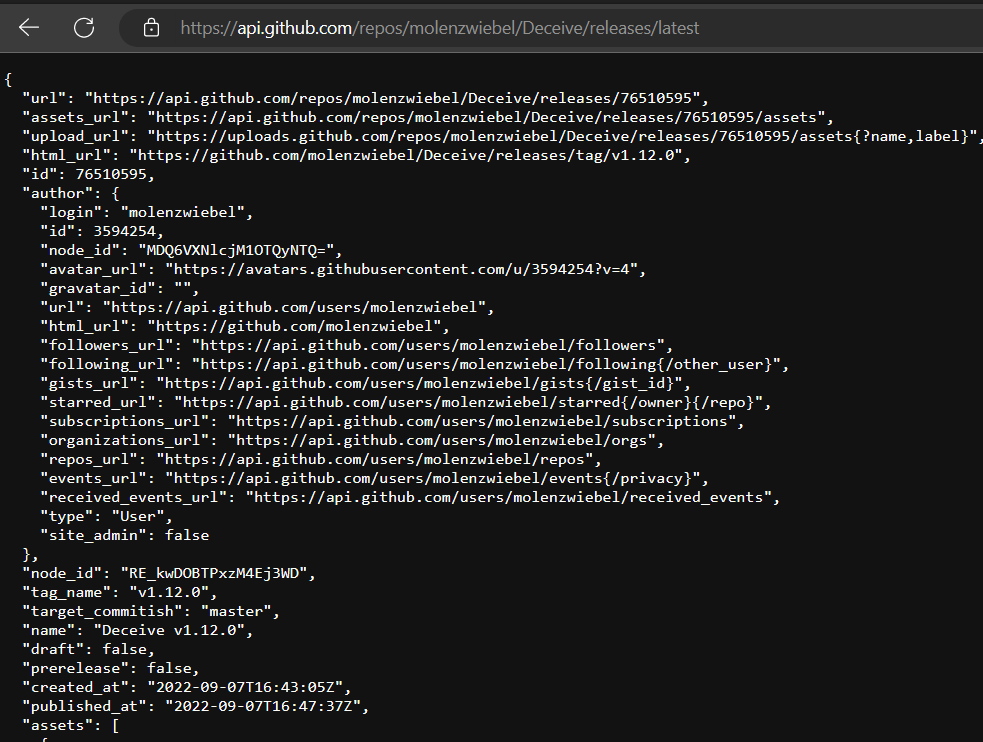 https://api.github.com/repos/molenzwiebel/Deceive/releases/latest
{
  "url": "https://api.github.com/repos/molenzwiebel/Deceive/releases/76510595",
  "assets_url": "https://api.github.com/repos/molenzwiebel/Deceive/releases/76510595/assets",
  "upload_url": "https://uploads.github.com/repos/molenzwiebel/Deceive/releases/76510595/assets{?name,label}",
  "html_url": "https://github.com/molenzwiebel/Deceive/releases/tag/v1.12.0",
  "id": 76510595,
  "author": {
    "login": "molenzwiebel",
    "id": 3594254,
    "node_id": "MDQ6VXNlcjM1OTQyNTQ=",
    "avatar_url": "https://avatars.githubusercontent.com/u/3594254?v=4",
    "gravatar_id": "",
    "url": "https://api.github.com/users/molenzwiebel",
    "html_url": "https://github.com/molenzwiebel",
    "followers_url": "https://api.github.com/users/molenzwiebel/followers",
    "following_url": "https://api.github.com/users/molenzwiebel/following{/other_user}",
    "gists_url": "https://api.github.com/users/molenzwiebel/gists{/gist_id}",
    "starred_url": "https://api.github.com/users/molenzwiebel/starred{/owner}{/repo}",
    "subscriptions_url": "https://api.github.com/users/molenzwiebel/subscriptions",
    "organizations_url": "https://api.github.com/users/molenzwiebel/orgs",
    "repos_url": "https://api.github.com/users/molenzwiebel/repos",
    "events_url": "https://api.github.com/users/molenzwiebel/events{/privacy}",
    "received_events_url": "https://api.github.com/users/molenzwiebel/received_events",
    "type": "User",
    "site_admin": false
  },
  "node_id": "RE_kwDOBTPxzM4Ej3WD",
  "tag_name": "v1.12.0",
  "target_commitish": "master",
  "name": "Deceive v1.12.0",
  "draft": false,
  "prerelease": false,
  "created_at": "2022-09-07T16:43:05Z",
  "published_at": "2022-09-07T16:47:37Z",
  "assets": [